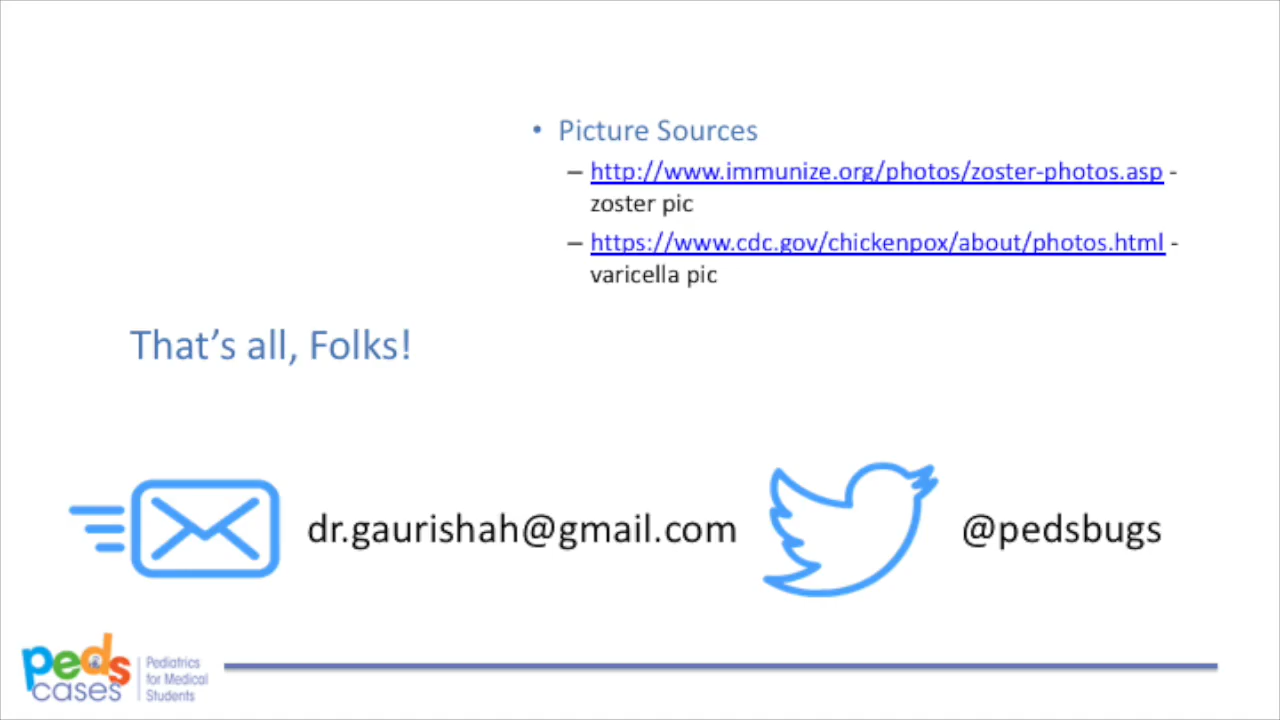 • Picture Sources
– http://www.immunize.org/photos/zoster-photos.asp -
zoster pic
– https://www.cdc.gov/chickenpox/about/photos.html -
varicella pic
That's all, Folks!
dr.gaurishah@gmail.com
@pedsbugs
peds
cases
Pediatrics
for Medical
Students